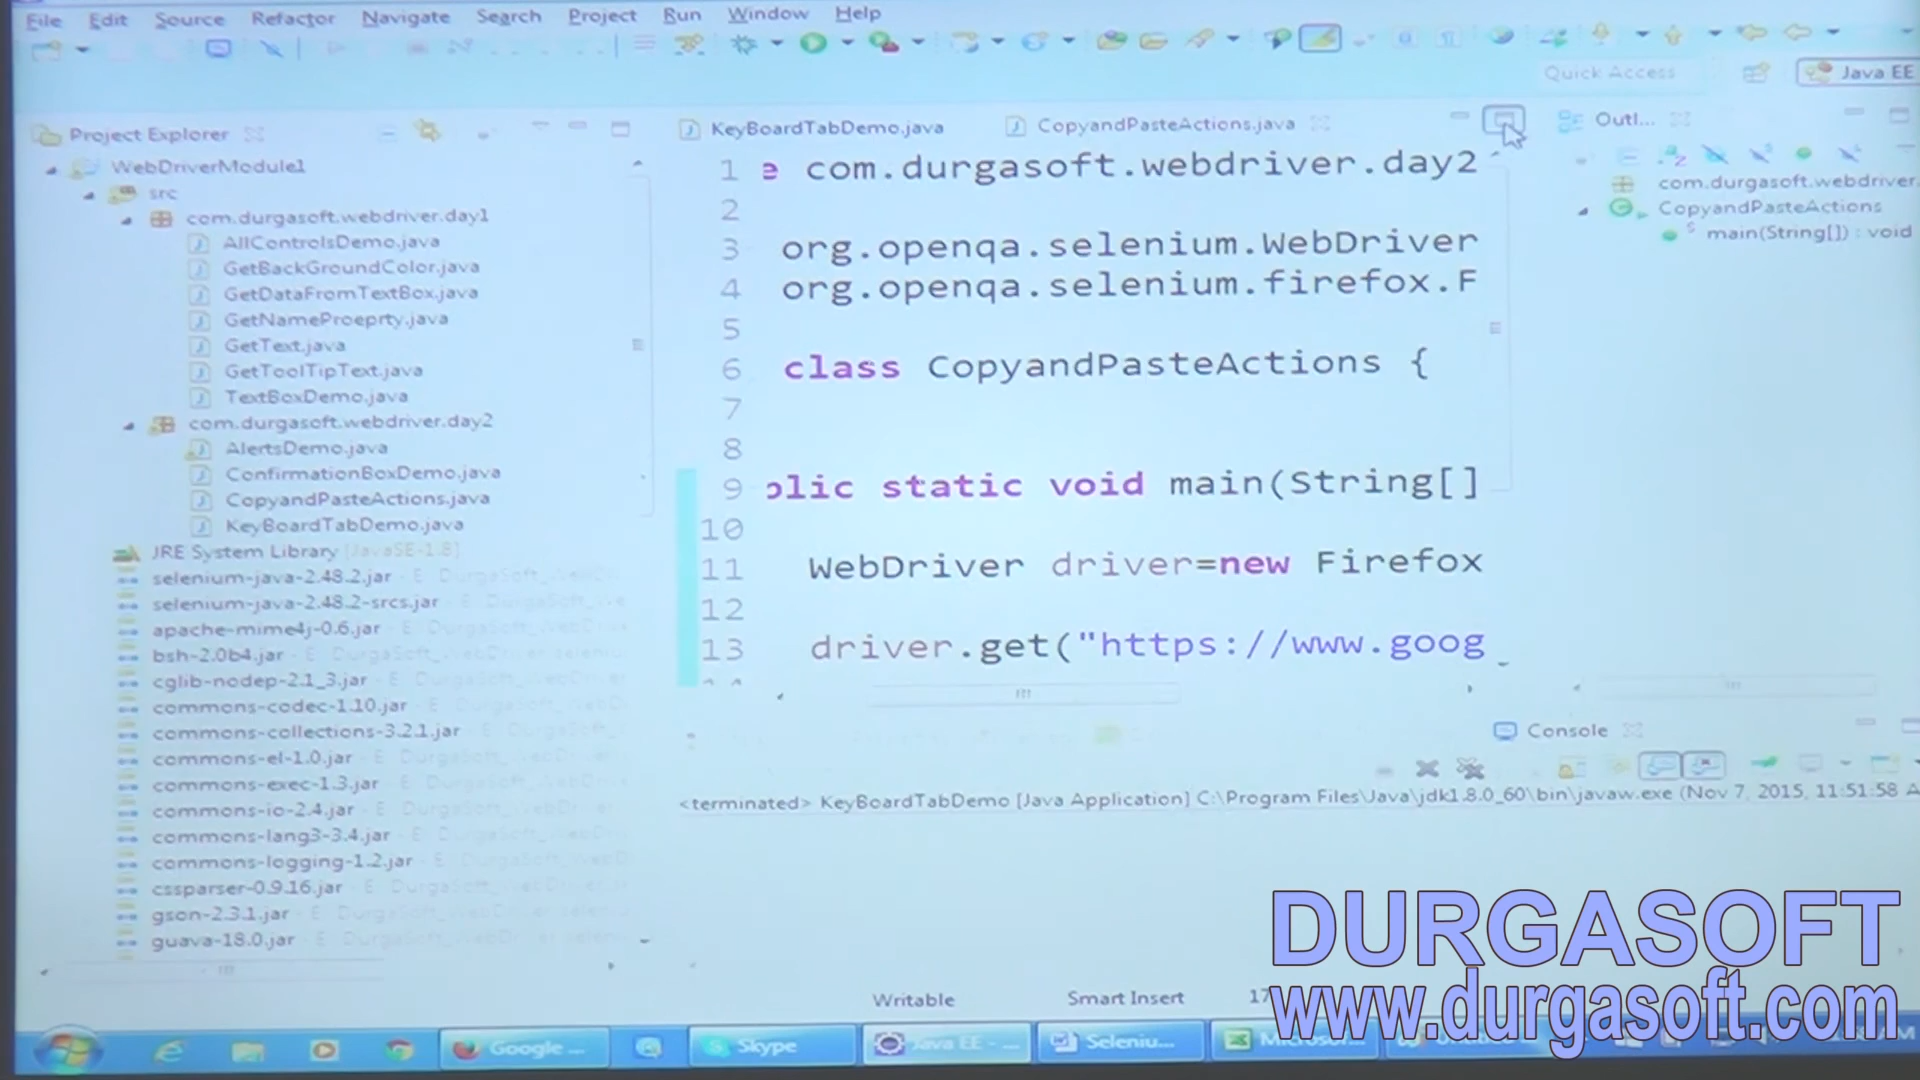 File Edit Source Refactor Navigate Search Project Run Window Help
Quick Access
Java EE
Project Explorer
WebDriverModule1
src
com.durgasoft.webdriver.day1
AllControlsDemo.java
GetBackGroundColor.java
GetDataFromTextBox.java
GetNameProeprty.java
GetText.java
GetToolTipText.java
TextBoxDemo.java
com.durgasoft.webdriver.day2
AlertsDemo.java
ConfirmationBoxDemo.java
CopyandPasteActions.java
KeyBoardTabDemo.java
JRE System Library [JavaSE-1.8]
selenium-java-2.48.2.jar
selenium-java-2.48.2-srcs.jar
apache-mime4j-0.6.jar
bsh-2.0b4.jar
cglib-nodep-2.1_3.jar
commons-codec-1.10.jar
commons-collections-3.2.1.jar
commons-el-1.0.jar
commons-exec-1.3.jar
commons-io-2.4.jar
commons-lang3-3.4.jar
commons-logging-1.2.jar
cssparser-0.9.16.jar
gson-2.3.1.jar
guava-18.0.jar
KeyBoardTabDemo.java CopyandPasteActions.java
1 e com.durgasoft.webdriver.day2
2
3 org.openqa.selenium.WebDriver
4 org.openqa.selenium.firefox.F
5
6 class CopyandPasteActions {
7
8
9 blic static void main(String[]
10
11 WebDriver driver=new Firefox
12
13 driver.get("https://www.goog
Outl...
com.durgasoft.webdriver.
CopyandPasteActions
main(String[]) : void
Console
<terminated> KeyBoardTabDemo [Java Application] C:\Program Files\Java\jdk1.8.0_60\bin\javaw.exe (Nov 7, 2015, 11:51:58 A
Writable Smart Insert 17
DURGASOFT
www.durgasoft.com
Google ... Skype Java EE - ... Seleniu...